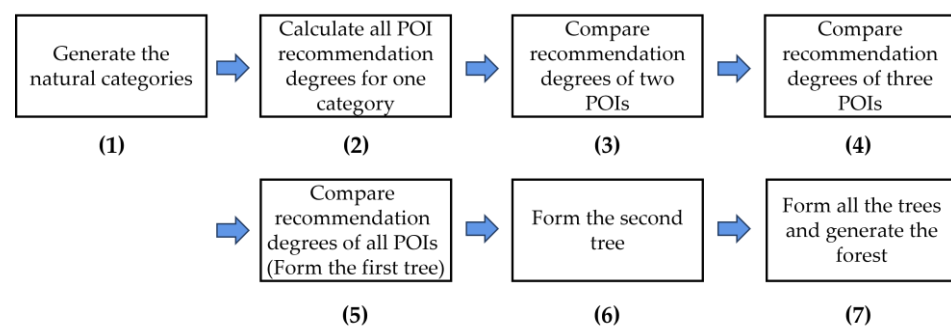 Generate the
natural categories
(1)
Calculate all POI
recommendation
degrees for one
category
(2)
Compare
recommendation
degrees of two
POIs
(3)
Compare
recommendation
degrees of three
POIs
(4)
Compare
recommendation
degrees of all POIs
(Form the first tree)
(5)
Form the second
tree
(6)
Form all the trees
and generate the
forest
(7)